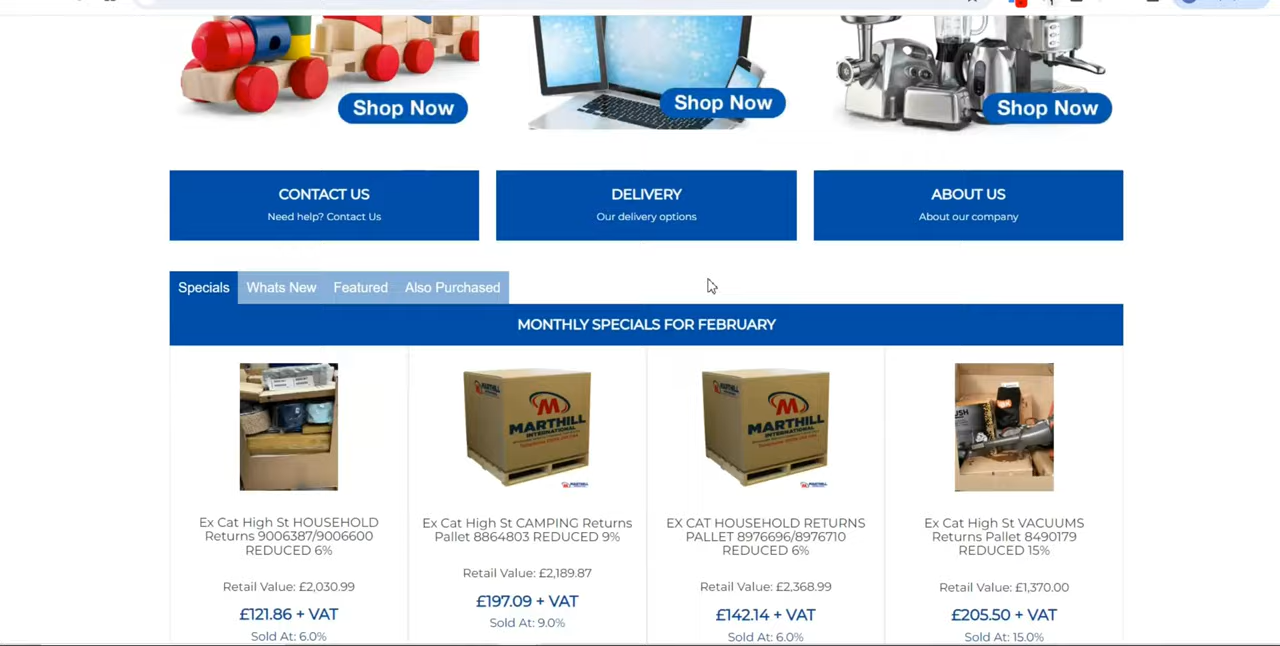 Shop Now
Shop Now
Shop Now
CONTACT US
Need help? Contact Us
DELIVERY
Our delivery options
ABOUT US
About our company
Specials
Whats New
Featured
Also Purchased
MONTHLY SPECIALS FOR FEBRUARY
M
MARTHILL
INTERNATIONAL
M
MARTHILL
INTERNATIONAL
Ex Cat High St HOUSEHOLD
Returns 9006387/9006600
REDUCED 6%
Retail Value: £2,030.99
£121.86 + VAT
Sold At: 6.0%
Ex Cat High St CAMPING Returns
Pallet 8864803 REDUCED 9%
Retail Value: £2,189.87
£197.09 + VAT
Sold At: 9.0%
EX CAT HOUSEHOLD RETURNS
PALLET 8976696/8976710
REDUCED 6%
Retail Value: £2,368.99
£142.14 + VAT
Sold At: 6.0%
Ex Cat High St VACUUMS
Returns Pallet 8490179
REDUCED 15%
Retail Value: £1,370.00
£205.50 + VAT
Sold At: 15.0%